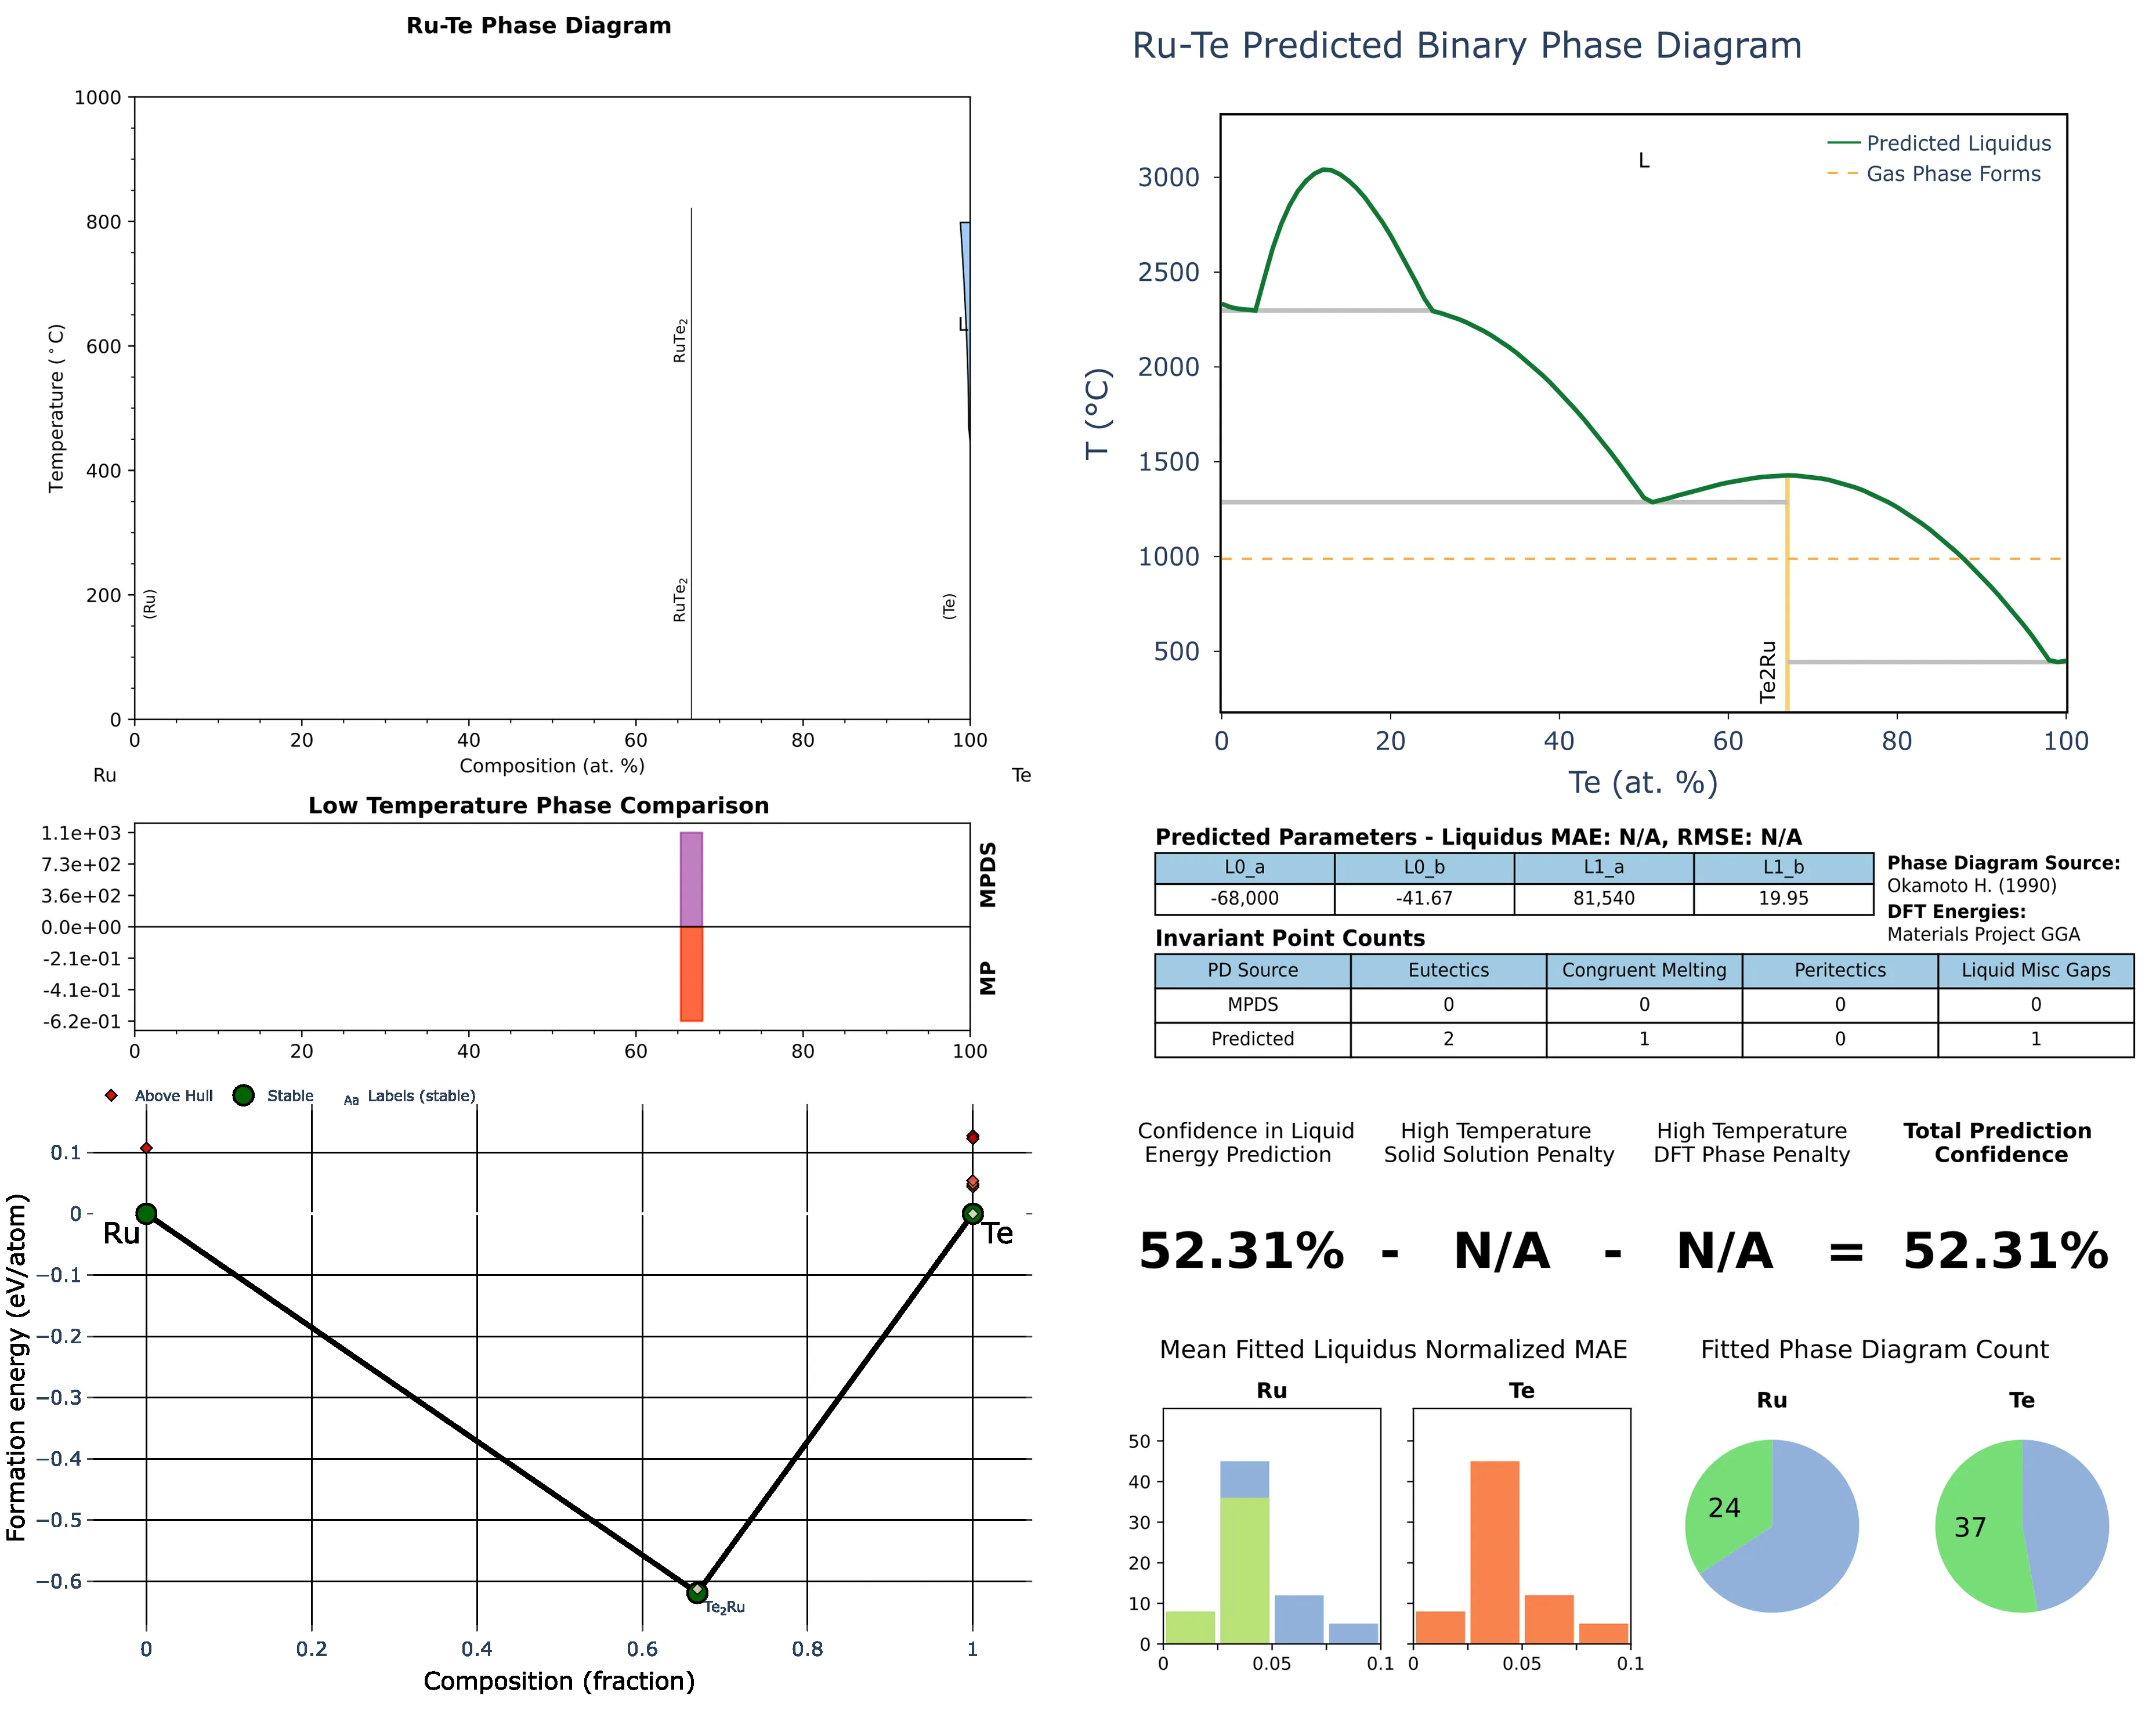 Ru-Te Phase Diagram
1000
800
600
400
200
0
Temperature (°C)
RuTe2
RuTe2
(Ru)
(Te)
L
0 20 40 60 80 100
Composition (at. %)
Ru Te
Low Temperature Phase Comparison
1.1e+03
7.3e+02
3.6e+02
0.0e+00
-2.1e-01
-4.1e-01
-6.2e-01
MPDS
MP
0 20 40 60 80 100
Above Hull Stable Aa Labels (stable)
0.1
0
−0.1
−0.2
−0.3
−0.4
−0.5
−0.6
Formation energy (eV/atom)
Ru
Te
Te2Ru
0 0.2 0.4 0.6 0.8 1
Composition (fraction)
Ru-Te Predicted Binary Phase Diagram
L
Predicted Liquidus
Gas Phase Forms
3000
2500
2000
1500
1000
500
T (°C)
Te2Ru
0 20 40 60 80 100
Te (at. %)
Predicted Parameters - Liquidus MAE: N/A, RMSE: N/A
L0_a L0_b L1_a L1_b
-68,000 -41.67 81,540 19.95
Phase Diagram Source:
Okamoto H. (1990)
DFT Energies:
Materials Project GGA
Invariant Point Counts
PD Source Eutectics Congruent Melting Peritectics Liquid Misc Gaps
MPDS 0 0 0 0
Predicted 2 1 0 1
Confidence in Liquid
Energy Prediction
High Temperature
Solid Solution Penalty
High Temperature
DFT Phase Penalty
Total Prediction
Confidence
52.31% - N/A - N/A = 52.31%
Mean Fitted Liquidus Normalized MAE
Ru
Te
50
40
30
20
10
0
0 0.05 0.1
0 0.05 0.1
Fitted Phase Diagram Count
Ru
Te
24
37